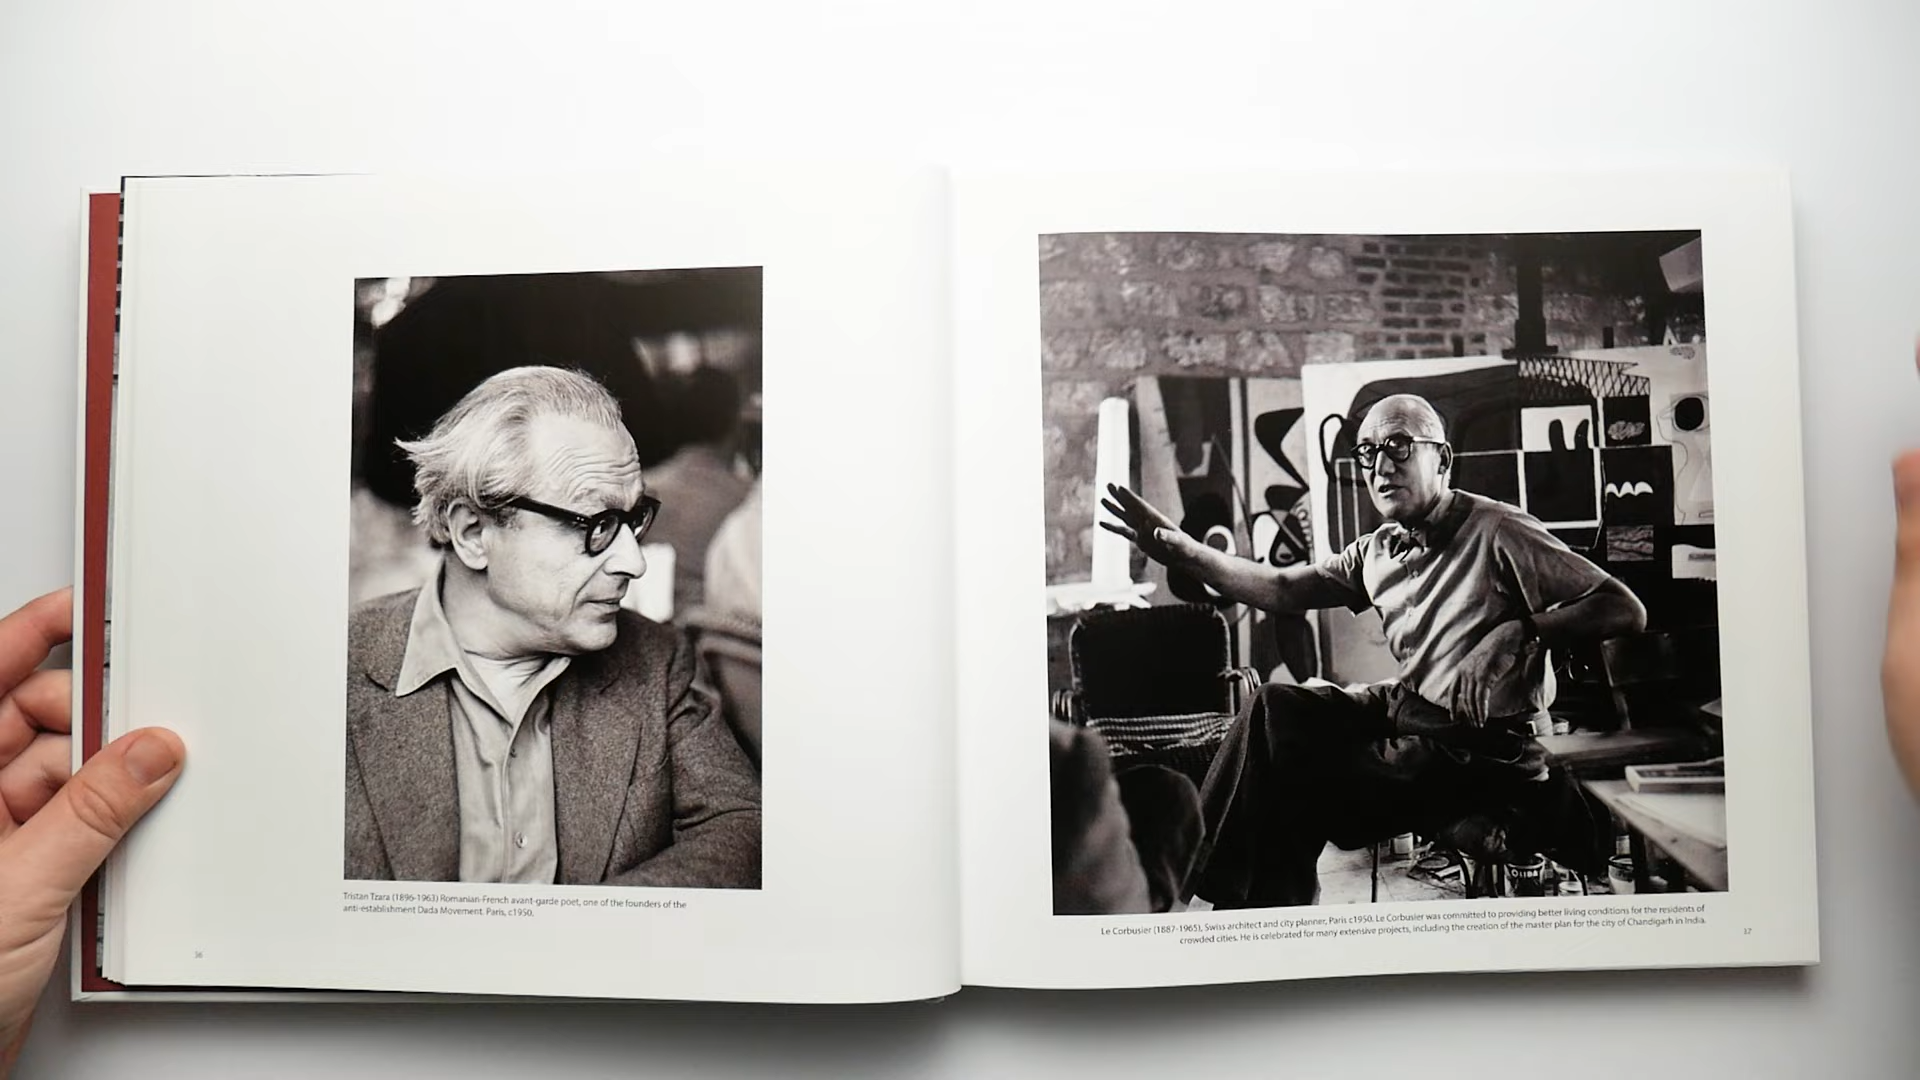 Tristan Tzara (1896-1963) Romanian-French avant-garde poet, one of the founders of the
anti-establishment Dada Movement. Paris, c1950.
36
OLIDA
Le Corbusier (1887-1965), Swiss architect and city planner, Paris c1950. Le Corbusier was committed to providing better living conditions for the residents of
crowded cities. He is celebrated for many extensive projects, including the creation of the master plan for the city of Chandigarh in India.
37